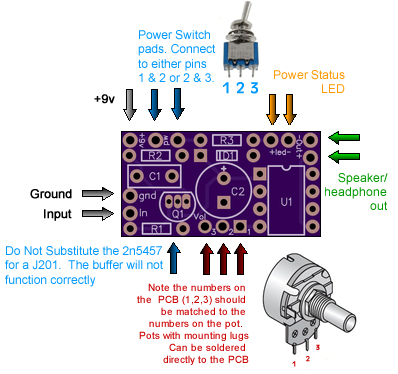 Power Switch
pads. Connect
to either pins
1 & 2 or 2 & 3.
1 2 3
Power Status
LED
+9v
+9v
pwr
R3
-Out+
R2
D1
+led-
C1
C2
U1
Speaker/
headphone
out
Ground
gnd
Input
In
Q1
Vol
R1
3 2 1
Do Not Substitute the 2n5457
for a J201. The buffer will not
function correctly
Note the numbers on
the PCB (1,2,3) should
be matched to the
numbers on the pot.
Pots with mounting lugs
Can be soldered
directly to the PCB
1 2 3